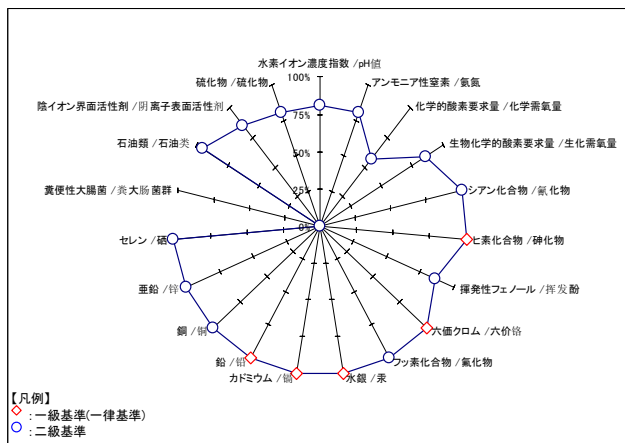 水素イオン濃度指数 /pH値
100%
硫化物 /硫化物
アンモニア性窒素 /氨氮
陰イオン界面活性剤 /阴离子表面活性剂
化学的酸素要求量 /化学需氧量
75%
石油類 /石油类
生物化学的酸素要求量 /生化需氧量
50%
糞便性大腸菌 /粪大肠菌群
シアン化合物 /氰化物
25%
0%
セレン /硒
ヒ素化合物 /砷化物
亜鉛 /锌
揮発性フェノール /挥发酚
銅 /铜
六価クロム /六价铬
鉛 /铅
フッ素化合物 /氟化物
カドミウム /镉
水銀 /汞
【凡例】
:一級基準(一律基準)
:二級基準